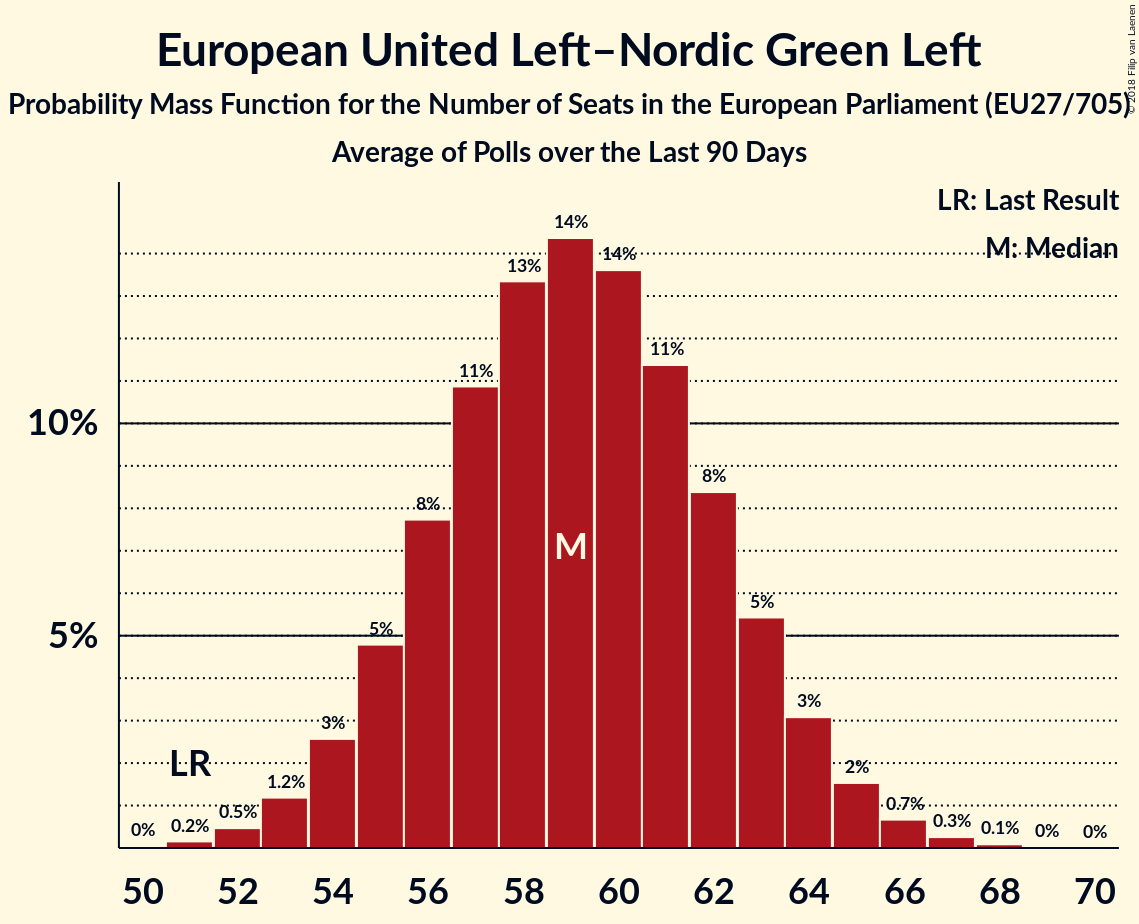 European United Left–Nordic Green Left
Probability Mass Function for the Number of Seats in the European Parliament (EU27/705)
Average of Polls over the Last 90 Days
© 2018 Filip van Laenen
LR: Last Result
M: Median
10%
5%
0%
0.2%
0.5%
1.2%
3%
5%
8%
11%
13%
14%
14%
11%
8%
5%
3%
2%
0.7%
0.3%
0.1%
0%
0%
LR
M
50 52 54 56 58 60 62 64 66 68 70